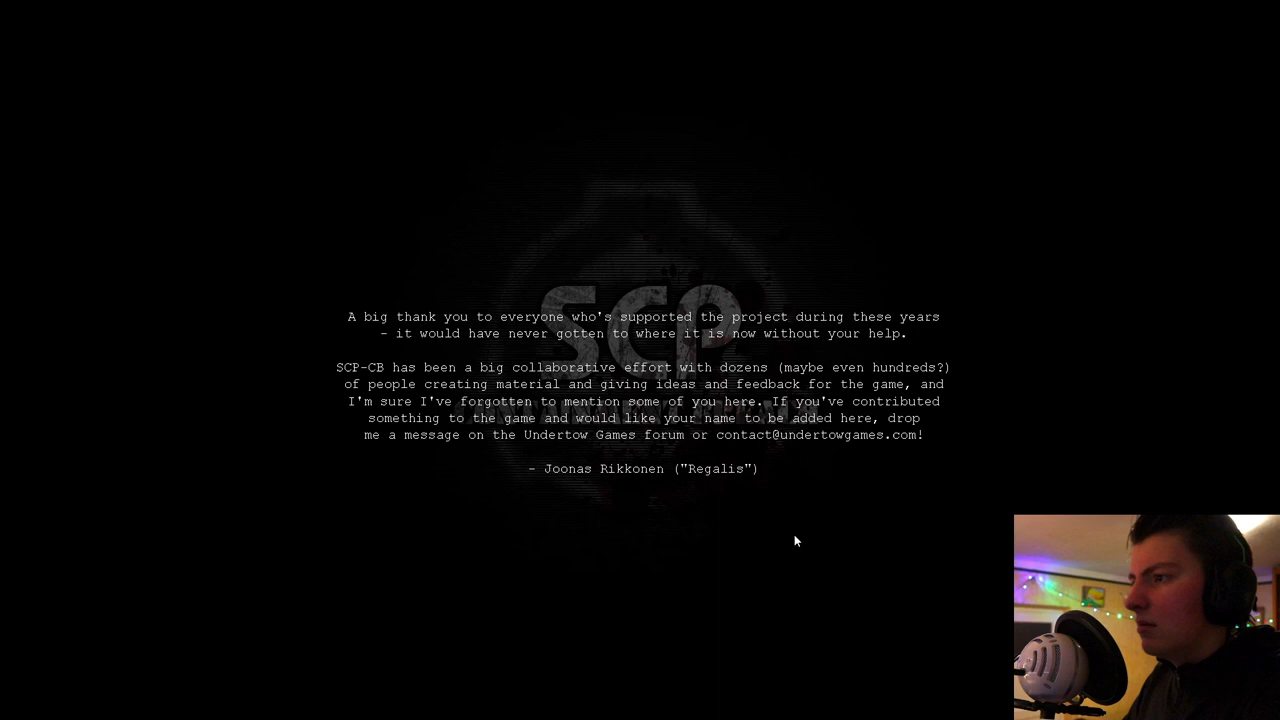 A big thank you to everyone who's supported the project during these years
- it would have never gotten to where it is now without your help.
SCP-CB has been a big collaborative effort with dozens (maybe even hundreds?)
of people creating material and giving ideas and feedback for the game, and
I'm sure I've forgotten to mention some of you here. If you've contributed
something to the game and would like your name to be added here, drop
me a message on the Undertow Games forum or contact@undertowgames.com!
- Joonas Rikkonen ("Regalis")
SCP